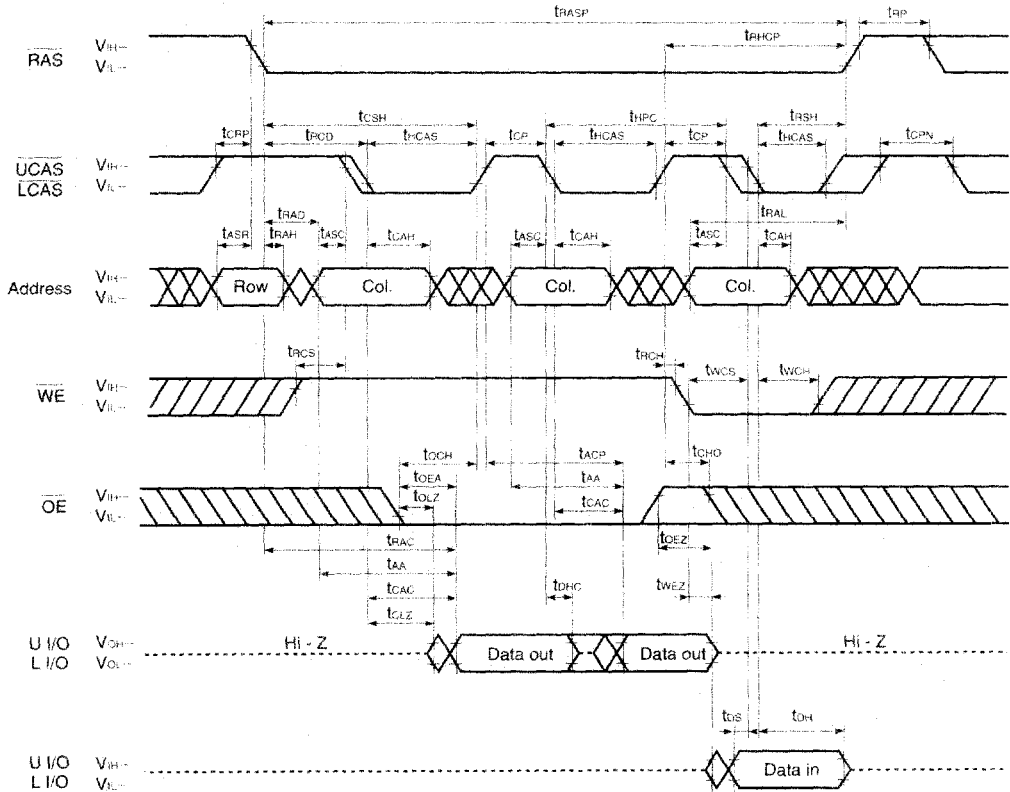 tRASP tRP
tRHCP
RAS VIH VIL
tCSH tHPC tRSH
tCRP tRCD tHCAS tCP tHCAS tCP tHCAS tCPN
UCAS LCAS VIH VIL
tRAD tRAL
tASR tRAH tASC tCAH tASC tCAH tASC tCAH
Address VIH VIL Row Col. Col. Col.
tRCS tRCH tWCS tWCH
WE VIH VIL
tOCH tACP tCHO
tOEA tAA
tOLZ tCAC
OE VIH VIL
tOEZ
tRAC
tAA
tCAC tDHC tWEZ
tCLZ
U I/O L I/O VOH VOL Hi - Z Data out Data out Hi - Z
tDS tDH
U I/O L I/O VIH VIL Data in